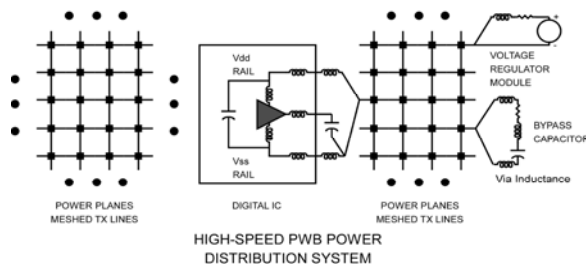 Vdd
RAIL
Vss
RAIL
+
-
VOLTAGE
REGULATOR
MODULE
BYPASS
CAPACITOR
Via Inductance
POWER PLANES
MESHED TX LINES
DIGITAL IC
POWER PLANES
MESHED TX LINES
HIGH-SPEED PWB POWER
DISTRIBUTION SYSTEM